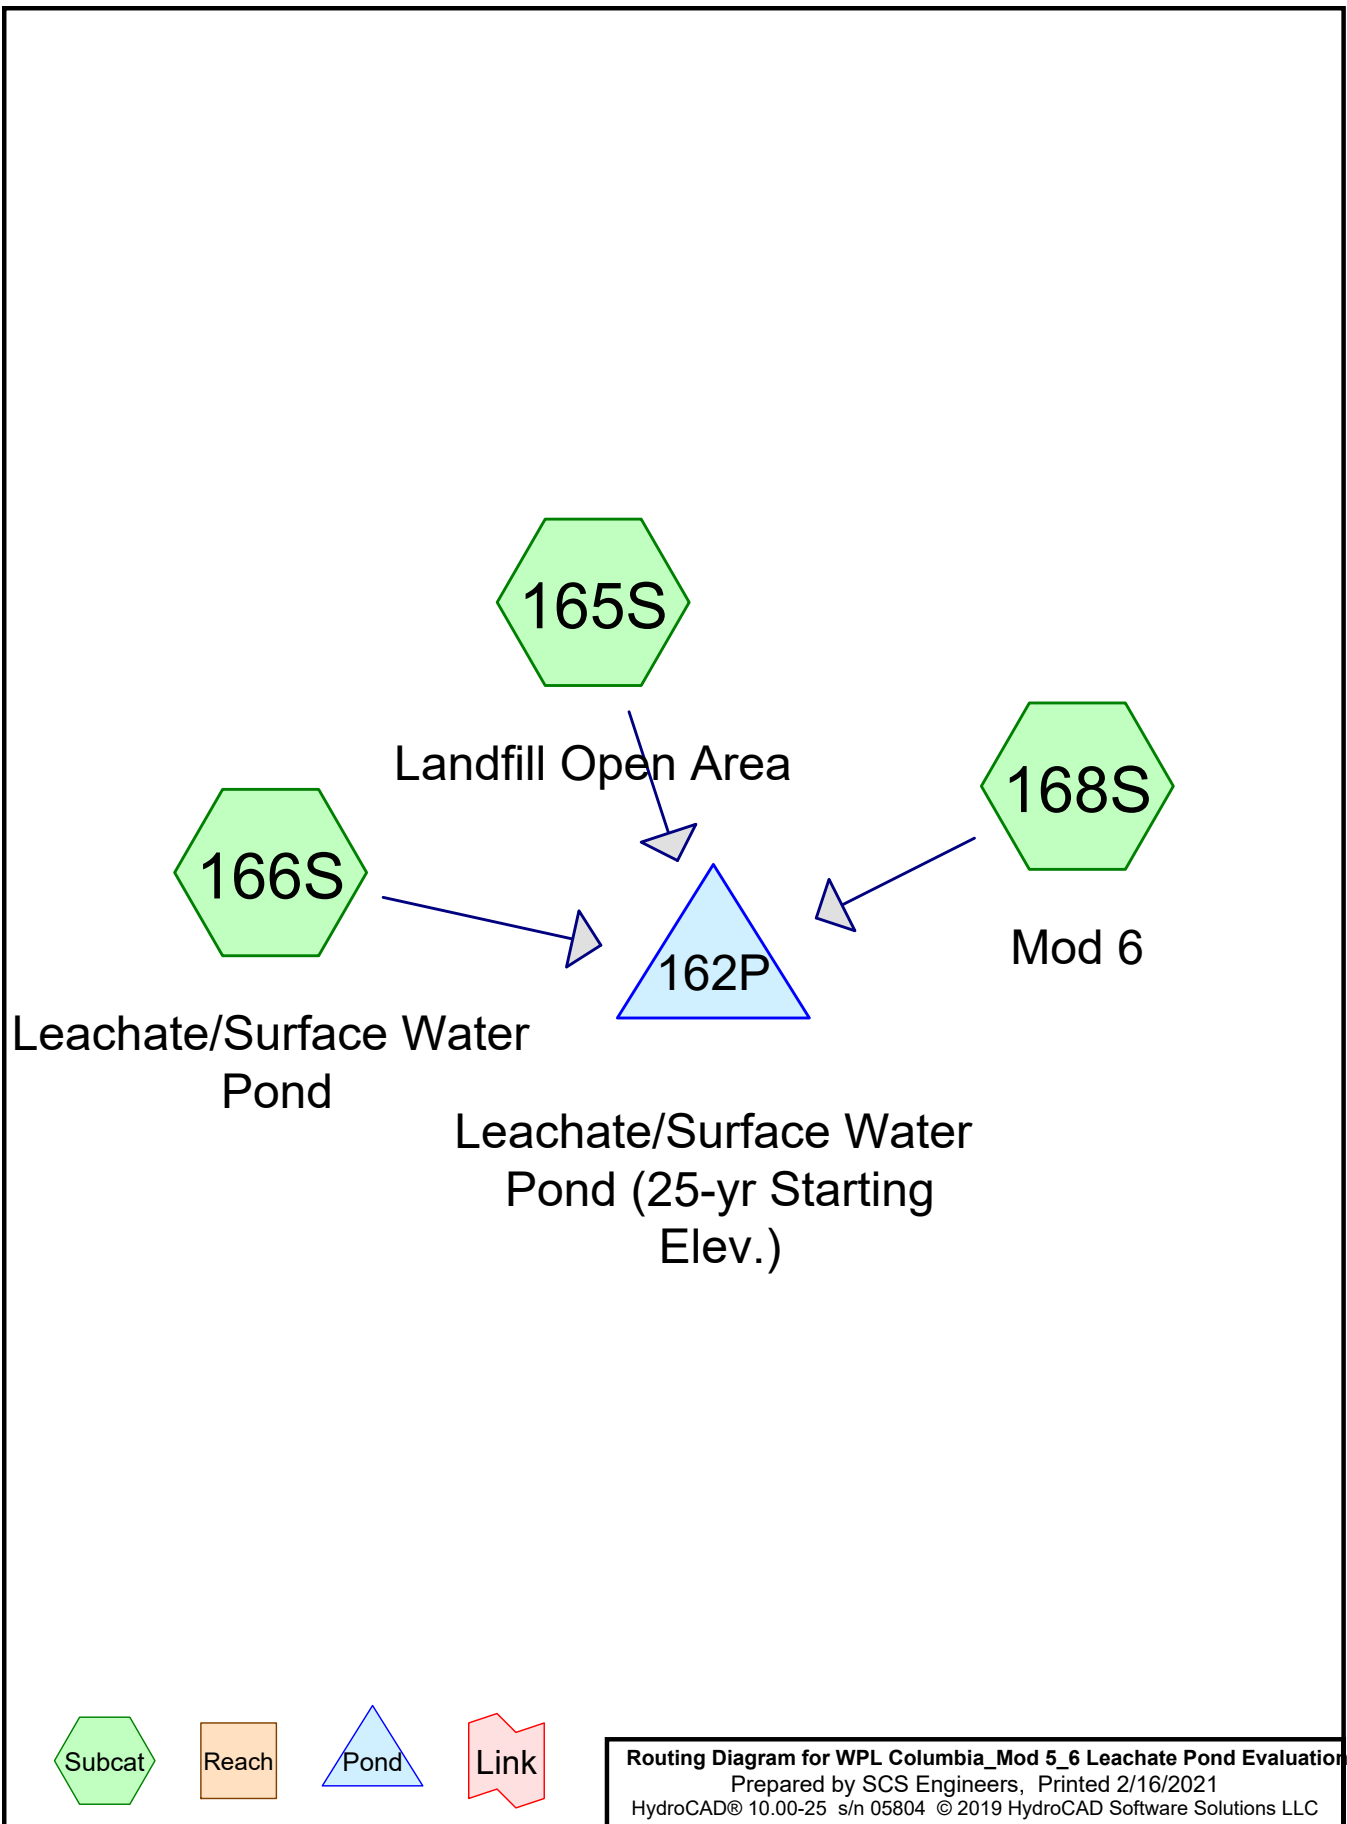 165S
Landfill Open Area
168S
Mod 6
166S
Leachate/Surface Water
Pond
162P
Leachate/Surface Water
Pond (25-yr Starting
Elev.)
Subcat
Reach
Pond
Link
Routing Diagram for WPL Columbia_Mod 5_6 Leachate Pond Evaluation
Prepared by SCS Engineers, Printed 2/16/2021
HydroCAD® 10.00-25 s/n 05804 © 2019 HydroCAD Software Solutions LLC